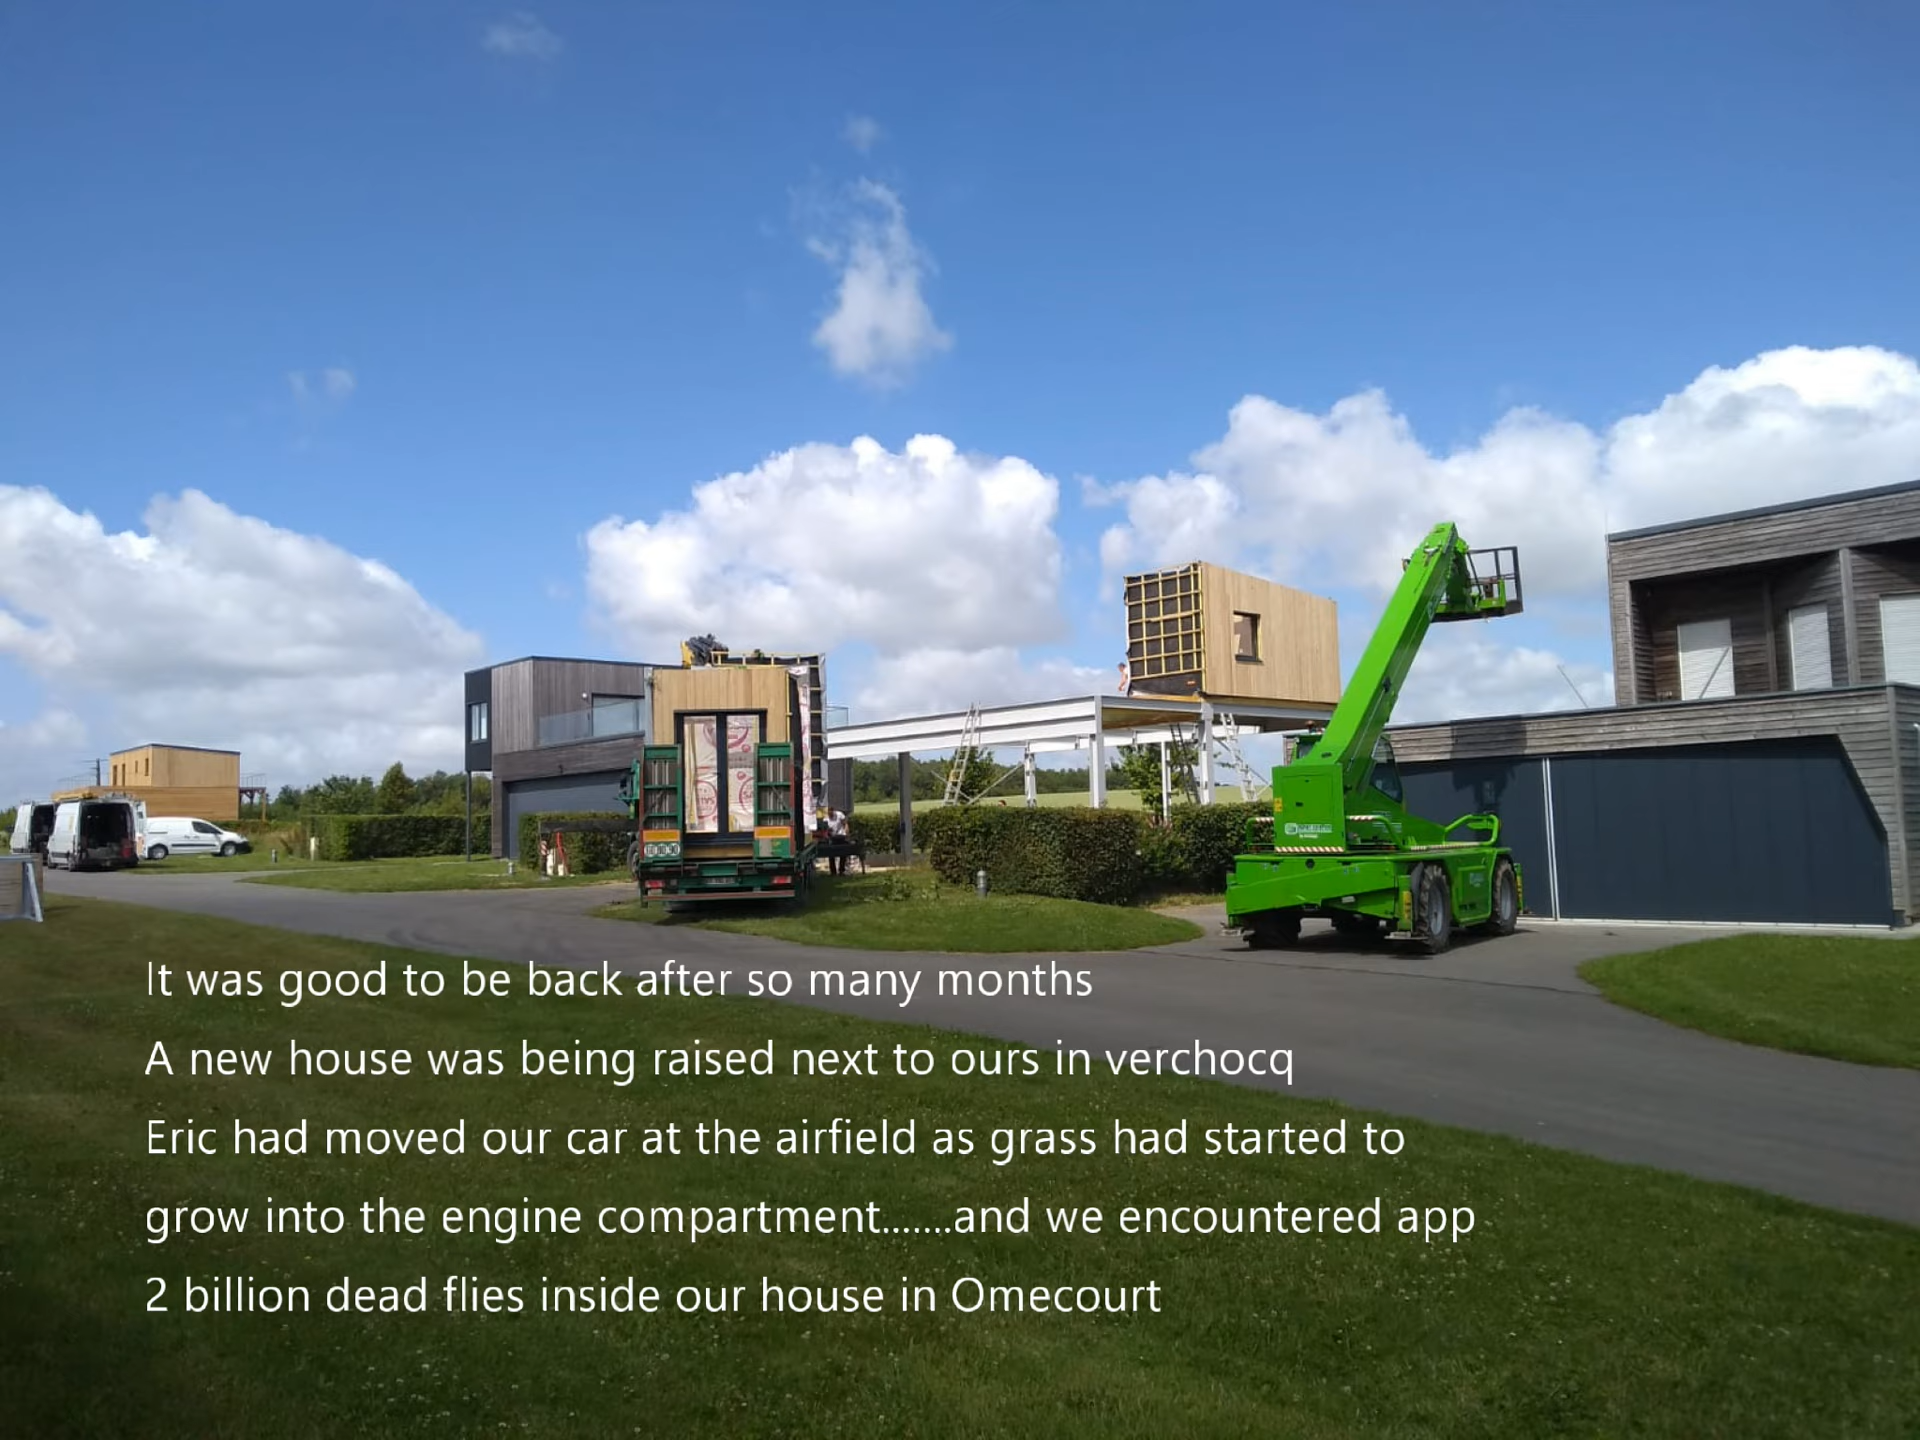 It was good to be back after so many months
A new house was being raised next to ours in verchocq
Eric had moved our car at the airfield as grass had started to
grow into the engine compartment.......and we encountered app
2 billion dead flies inside our house in Omecourt